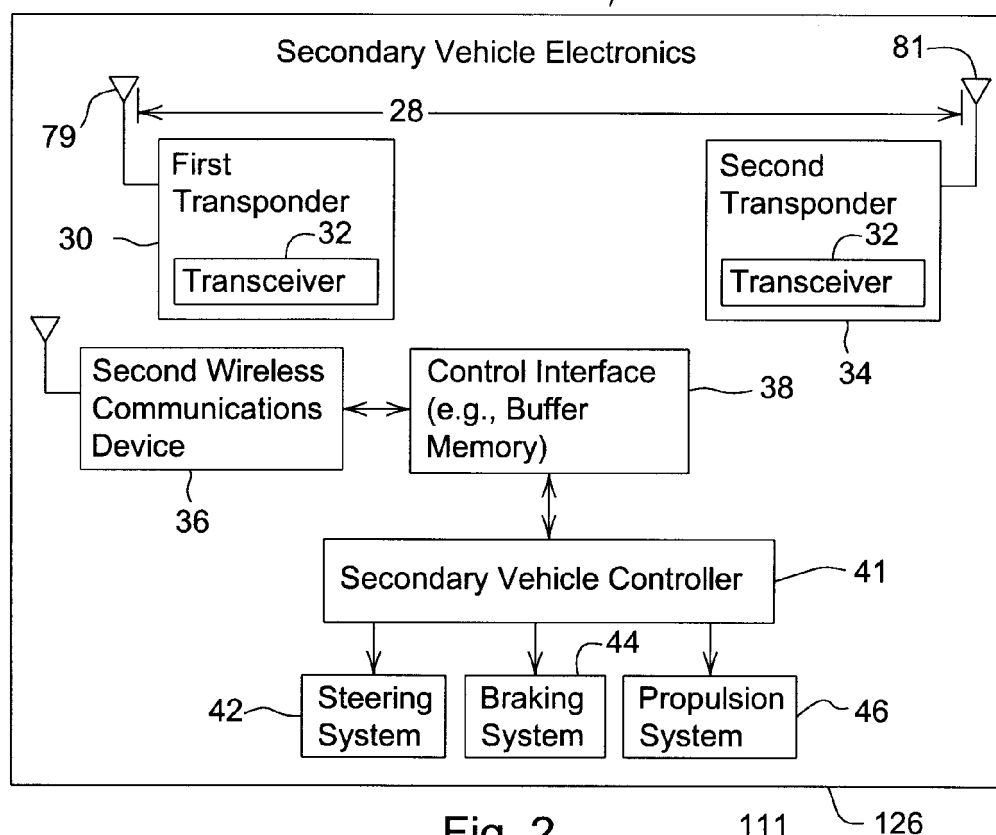 Secondary Vehicle Electronics
81
79
28
First
Transponder
30
32
Transceiver
Second
Transponder
32
Transceiver
34
Second Wireless
Communications
Device
36
Control Interface
(e.g., Buffer
Memory)
38
Secondary Vehicle Controller
41
42
Steering
System
44
Braking
System
Propulsion
System
46
Fig. 2
111
126